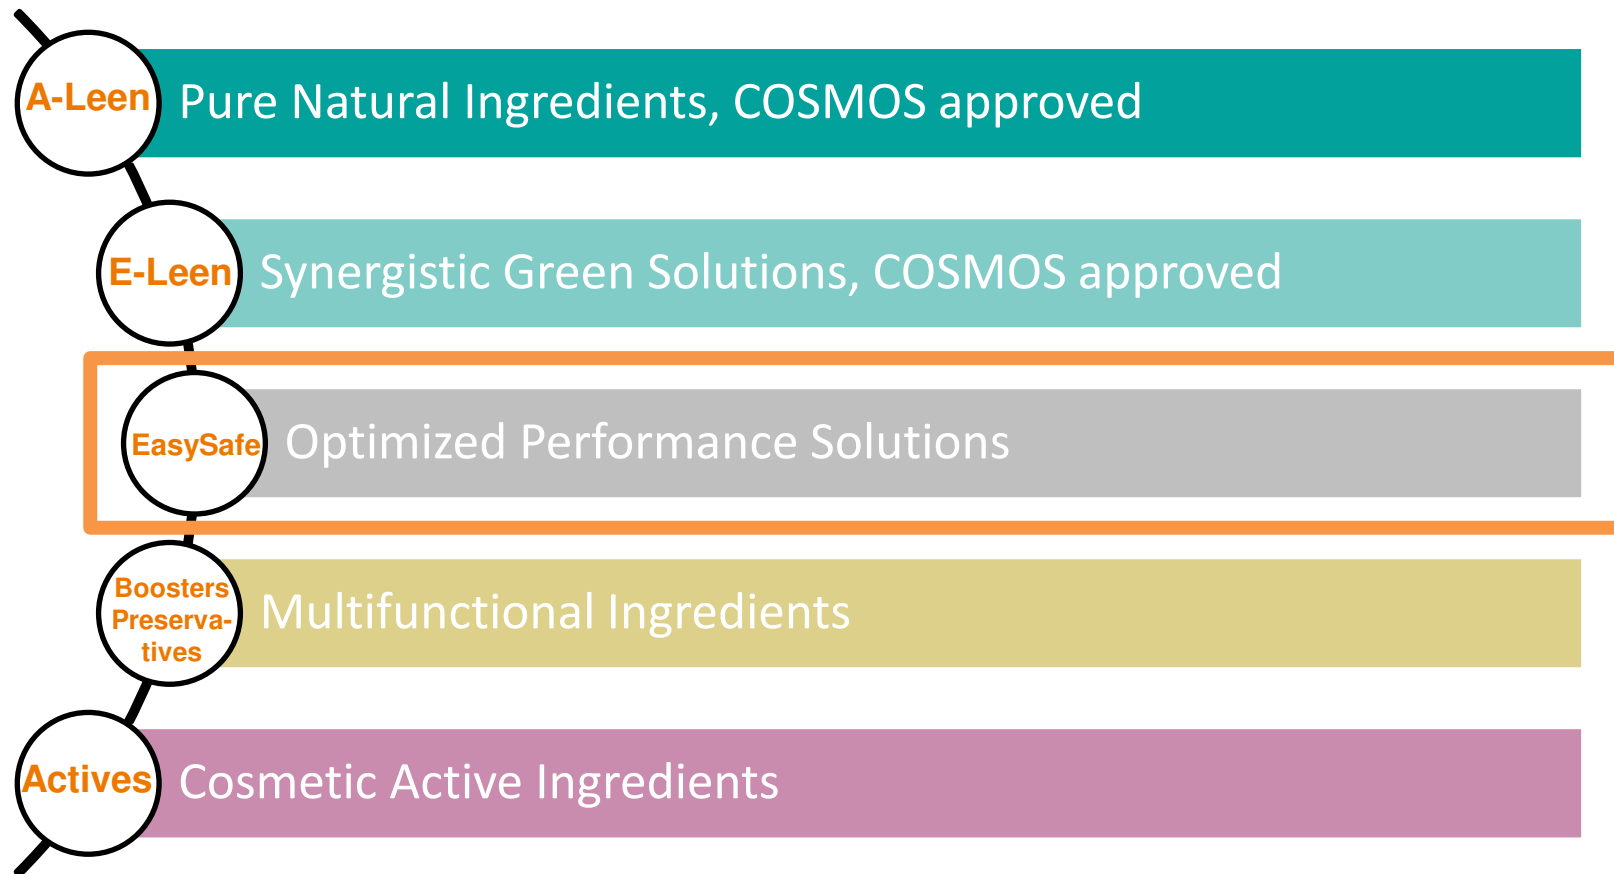 A-Leen
Pure Natural Ingredients, COSMOS approved
E-Leen
Synergistic Green Solutions, COSMOS approved
EasySafe
Optimized Performance Solutions
Boosters
Preserva-
tives
Multifunctional Ingredients
Actives
Cosmetic Active Ingredients